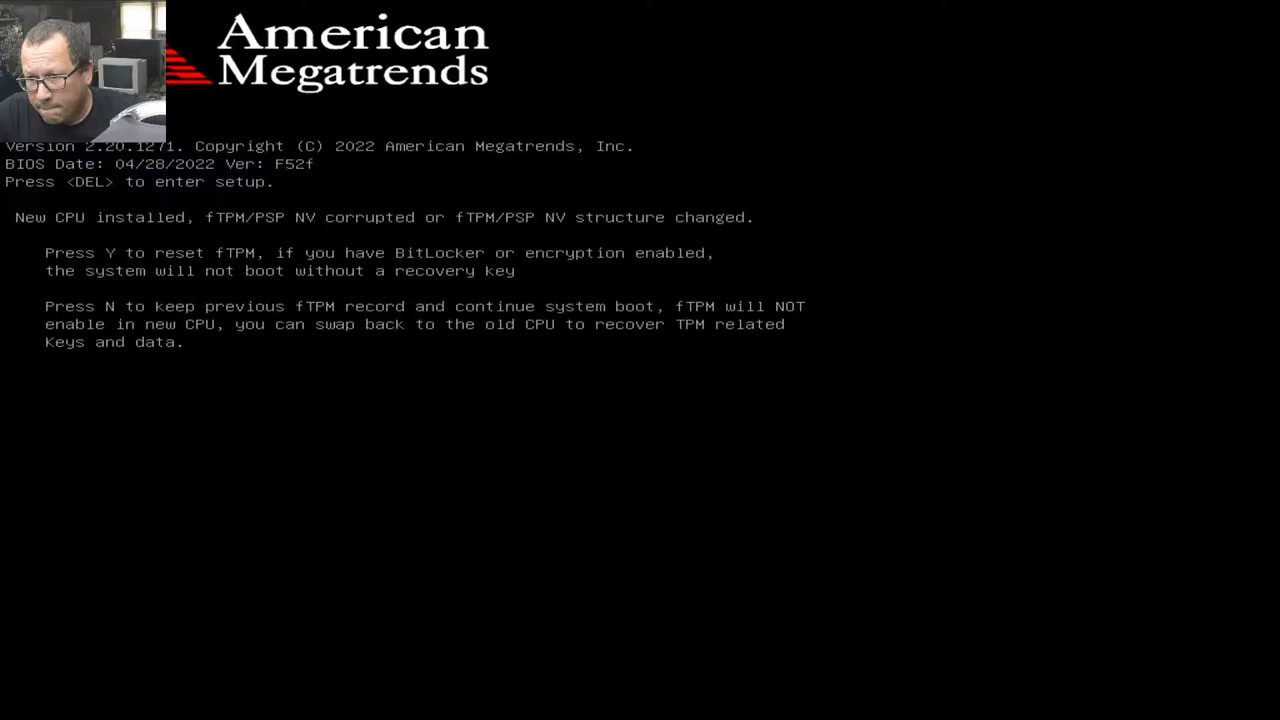 American
Megatrends
Version 2.20.1271. Copyright (C) 2022 American Megatrends, Inc.
BIOS Date: 04/28/2022 Ver: F52f
Press <DEL> to enter setup.
New CPU installed, fTPM/PSP NV corrupted or fTPM/PSP NV structure changed.
Press Y to reset fTPM, if you have BitLocker or encryption enabled,
the system will not boot without a recovery key
Press N to keep previous fTPM record and continue system boot, fTPM will NOT
enable in new CPU, you can swap back to the old CPU to recover TPM related
Keys and data.